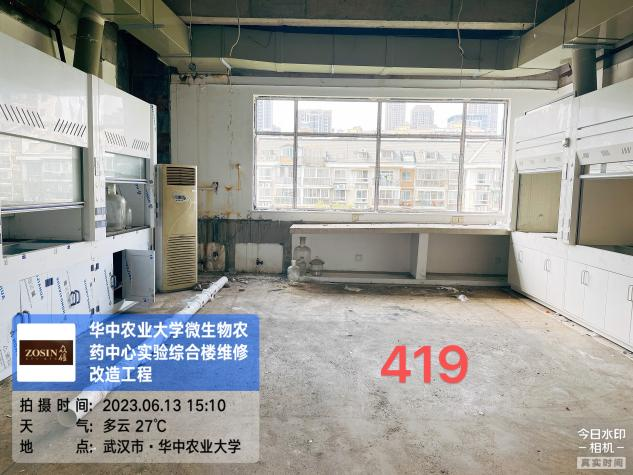 华中农业大学微生物农
药中心实验综合楼维修
改造工程
ZOSIN
拍摄时间: 2023.06.13 15:10
天气: 多云 27℃
地点: 武汉市·华中农业大学
419
今日水印
-相机-
真实时间